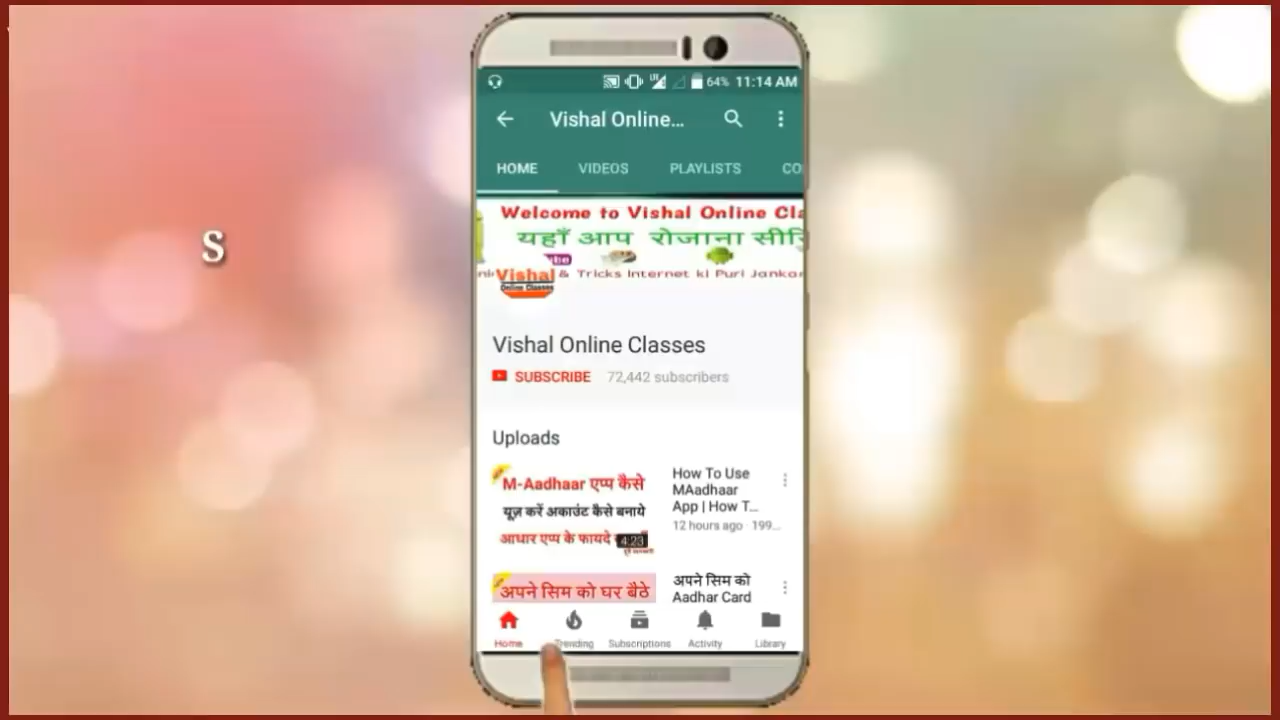 S
64% 11:14 AM
Vishal Online...
HOME VIDEOS PLAYLISTS CO
Welcome to Vishal Online Cla
यहाँ आप रोजाना सीि
& Tricks Internet ki Puri Jankar
Vishal
Online Classes
Vishal Online Classes
SUBSCRIBE 72,442 subscribers
Uploads
M-Aadhaar एप्प कैसे
यूज़ करें अकाउंट कैसे बनाये
आधार एप्प के फायदे
4:23
How To Use
MAadhaar
App | How T...
12 hours ago · 199...
अपने सिम को घर बैठे
अपने सिम को
Aadhar Card
Home Trending Subscriptions Activity Library